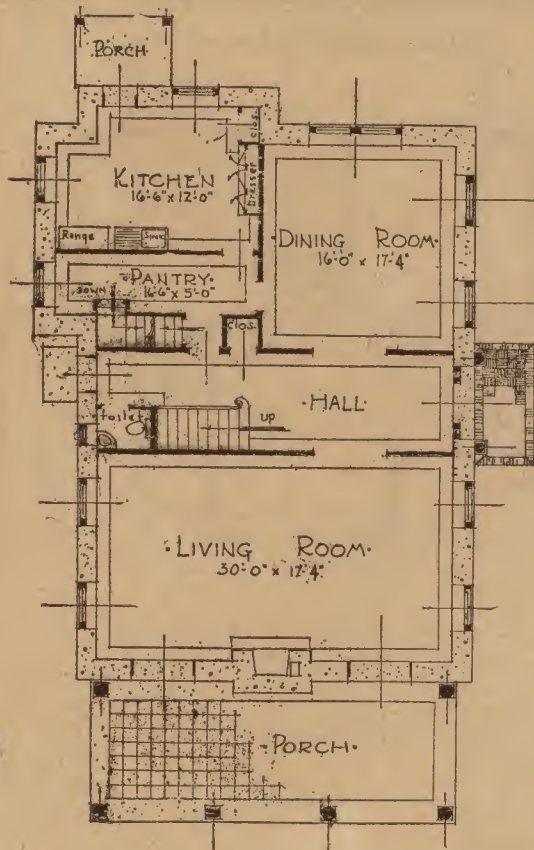 PORCH
Clos.
KITCHEN
16'-6" x 12'-0"
Dresser
Range
SINK
DINING ROOM
16'-0" x 17'-4"
PANTRY
16'-6" x 5'-0"
DOWN
Clos.
HALL
Toilet
UP
LIVING ROOM
30'-0" x 17'-4"
PORCH